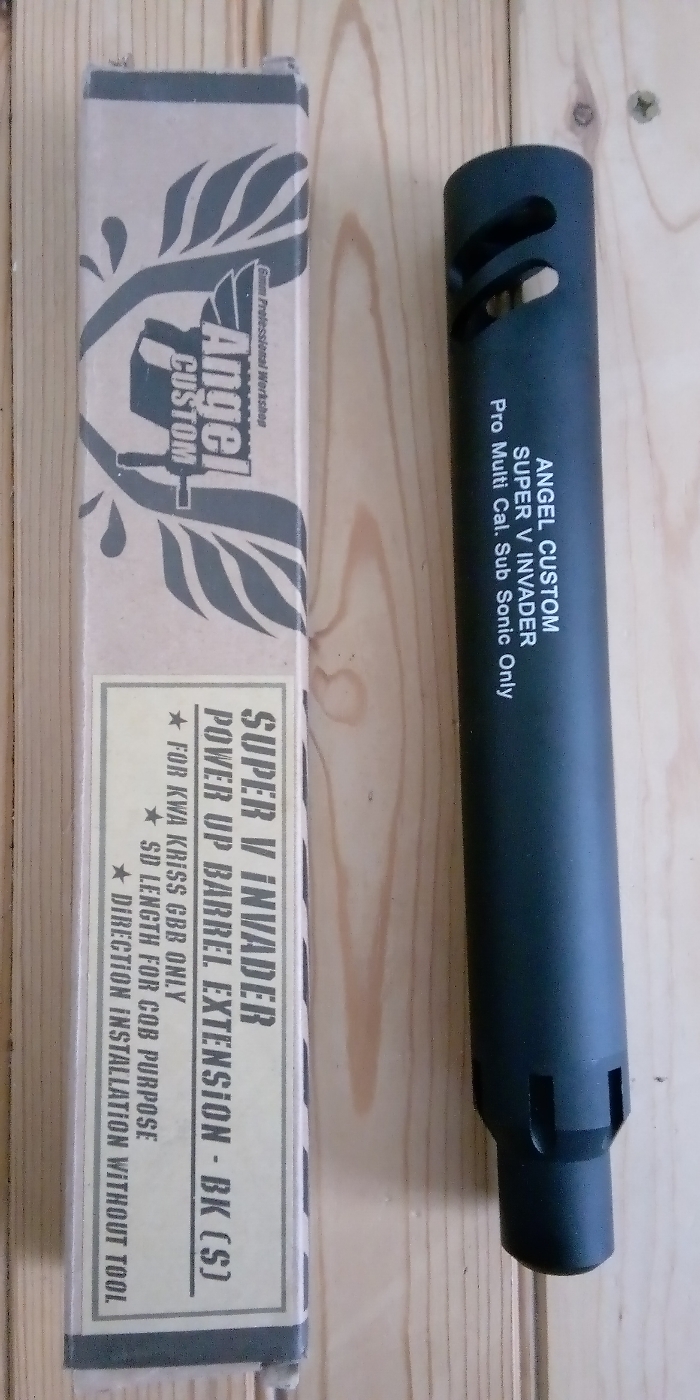 6mm Professional Workshop
Angel
CUSTOM
SUPER V iNVADER
POWER UP BARREL EXTENSiON - BK (S)
★ FOR KWA KRISS GBB ONLY
★ SD LENGTH FOR CQB PURPOSE
★ DiRECTiON iNSTALLATiON WiTHOUT TOOL
ANGEL CUSTOM
SUPER V INVADER
Pro Multi Cal. Sub Sonic Only